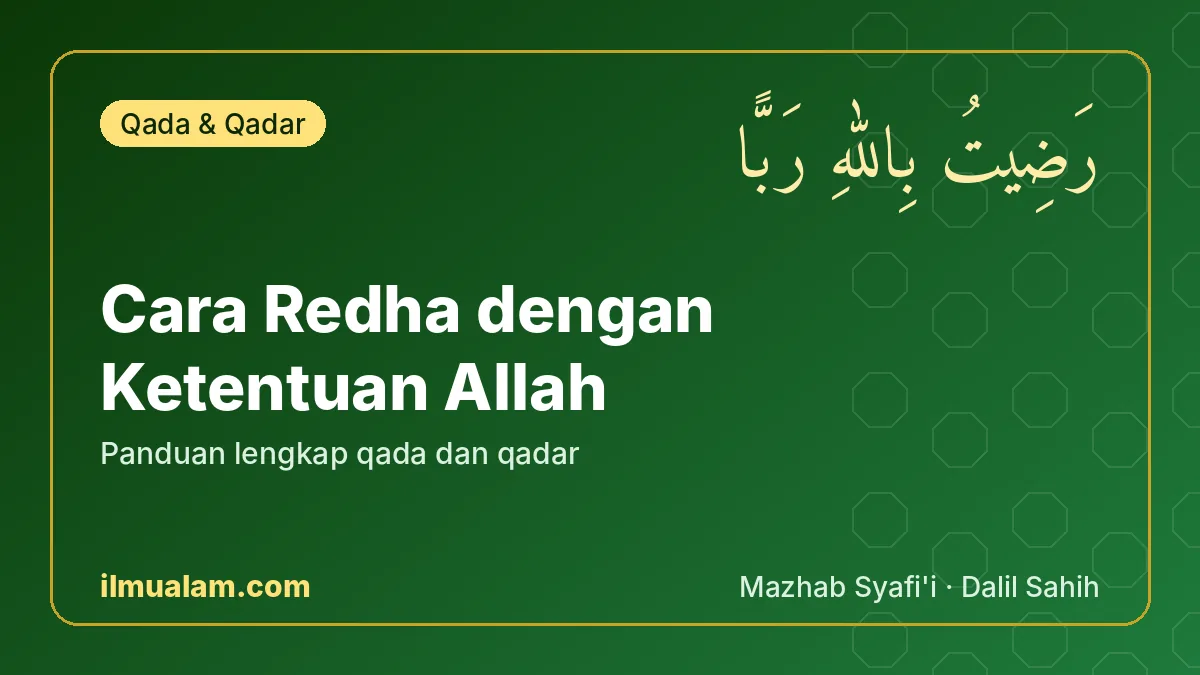 Qada & Qadar
رَضِيتُ بِاللهِ رَبًّا
Cara Redha dengan
Ketentuan Allah
Panduan lengkap qada dan qadar
ilmualam.com
Mazhab Syafi'i · Dalil Sahih